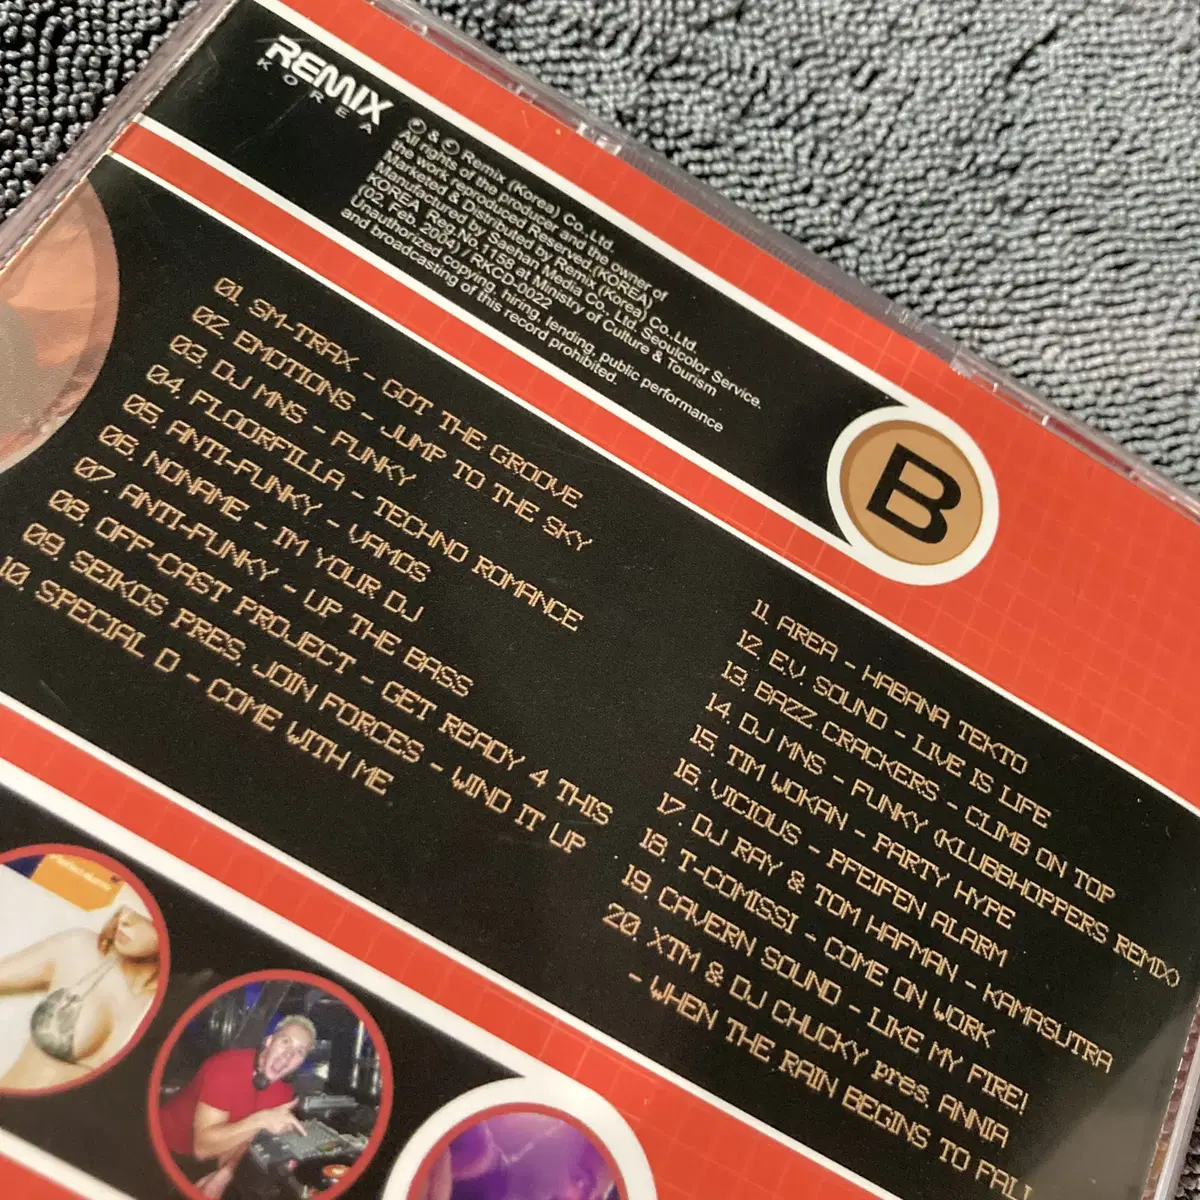 REMIX
KOREA
℗ & © Remix (Korea) Co., Ltd.
All rights of the producer and the owner of
the work reproduced Reserved.(KOREA)
Marketed & Distributed by Remix (Korea) Co.,Ltd.
Manufactured by Saehan Media Co., Ltd. Seoulcolor Service.
KOREA Reg.No.1158 at Ministry of Culture & Tourism
(02. Feb. 2004) / RKCD-0022
Unauthorized copying, hiring, lending, public performance
and broadcasting of this record prohibited.
B
01. SM-TRAX - GOT THE GROOVE
02. EMOTIONS - JUMP TO THE SKY
03. DJ MNS - FUNKY
04. FLOORFILLA - TECHNO ROMANCE
05. ANTI-FUNKY - VAMOS
06. NONAME - I'M YOUR DJ
07. ANTI-FUNKY - UP THE BASS
08. OFF-CAST PROJECT - GET READY 4 THIS
09. SEIKOS PRES. JOIN FORCES - WIND IT UP
10. SPECIAL D - COME WITH ME
11. AREA - HABANA TEKTO
12. E.V. SOUND - LIVE IS LIFE
13. BAZZ CRACKERS - CLIMB ON TOP
14. DJ MNS - FUNKY (KLUBBHOPPERS REMIX)
15. TIM WOKAN - PARTY HYPE
16. VICIOUS - PFEIFEN ALARM
17. DJ RAY & TOM HAFMAN - KAMASUTRA
18. T-COMISSI - COME ON WORK
19. CAVERN SOUND - LIKE MY FIRE!
20. XTM & DJ CHUCKY pres. ANNIA
- WHEN THE RAIN BEGINS TO FALL